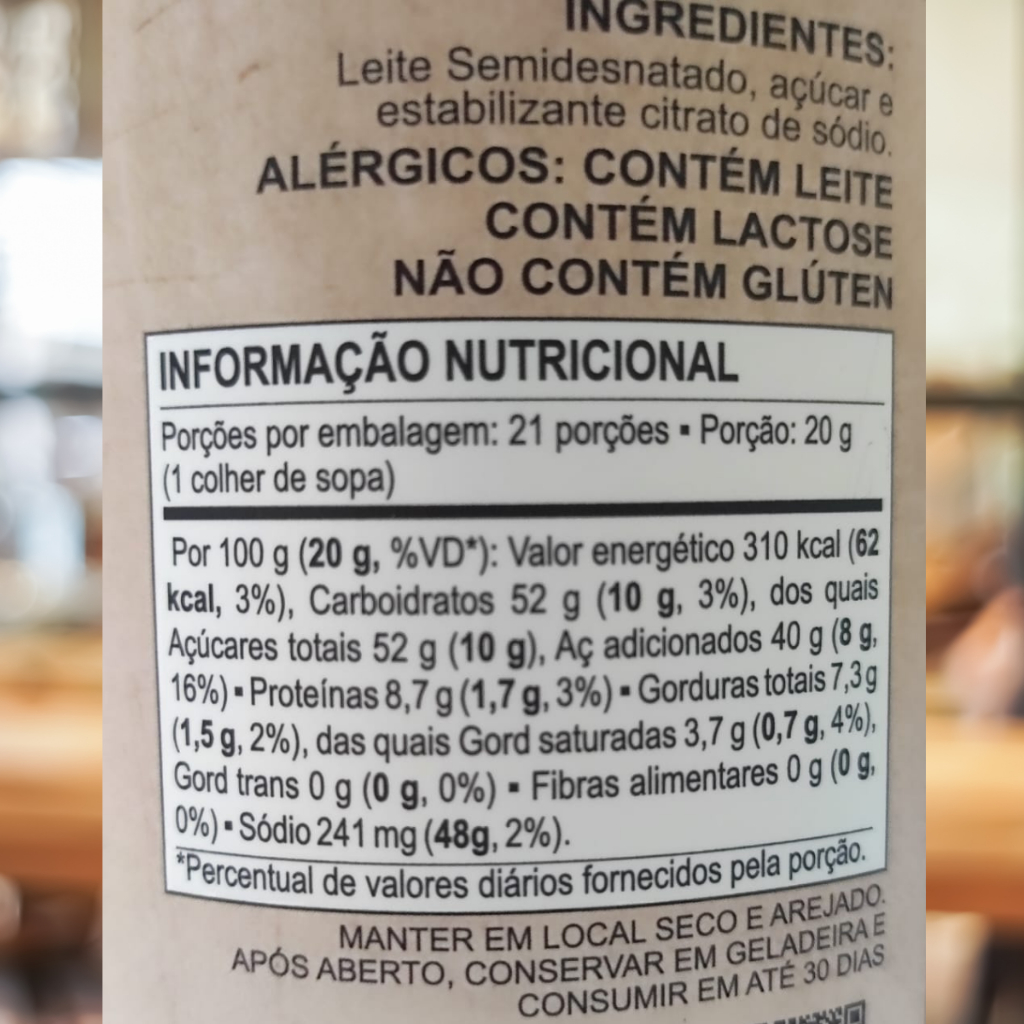 INGREDIENTES:
Leite Semidesnatado, açúcar e
estabilizante citrato de sódio.
ALÉRGICOS: CONTÉM LEITE
CONTÉM LACTOSE
NÃO CONTÉM GLÚTEN
INFORMAÇÃO NUTRICIONAL
Porções por embalagem: 21 porções ▪ Porção: 20 g
(1 colher de sopa)
Por 100 g (20 g, %VD*): Valor energético 310 kcal (62
kcal, 3%), Carboidratos 52 g (10 g, 3%), dos quais
Açúcares totais 52 g (10 g), Aç adicionados 40 g (8 g,
16%) ▪ Proteínas 8,7 g (1,7 g, 3%) ▪ Gorduras totais 7,3 g
(1,5 g, 2%), das quais Gord saturadas 3,7 g (0,7 g, 4%),
Gord trans 0 g (0 g, 0%) ▪ Fibras alimentares 0 g (0 g,
0%) ▪ Sódio 241 mg (48g, 2%).
*Percentual de valores diários fornecidos pela porção.
MANTER EM LOCAL SECO E AREJADO.
APÓS ABERTO, CONSERVAR EM GELADEIRA E
CONSUMIR EM ATÉ 30 DIAS